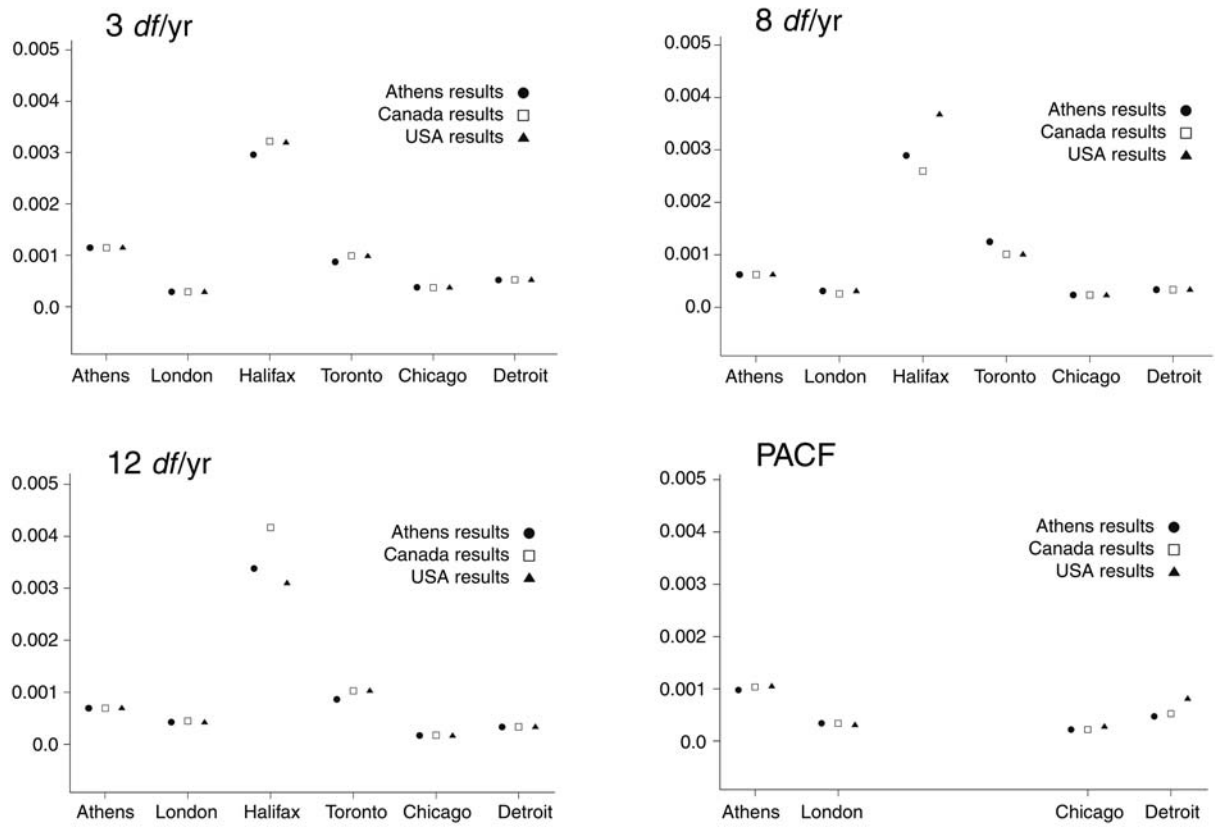 3 df/yr
0.005
0.004
0.003
0.002
0.001
0.0
Athens results
Canada results
USA results
Athens London Halifax Toronto Chicago Detroit
8 df/yr
0.005
0.004
0.003
0.002
0.001
0.0
Athens results
Canada results
USA results
Athens London Halifax Toronto Chicago Detroit
12 df/yr
0.005
0.004
0.003
0.002
0.001
0.0
Athens results
Canada results
USA results
Athens London Halifax Toronto Chicago Detroit
PACF
0.005
0.004
0.003
0.002
0.001
0.0
Athens results
Canada results
USA results
Athens London Chicago Detroit